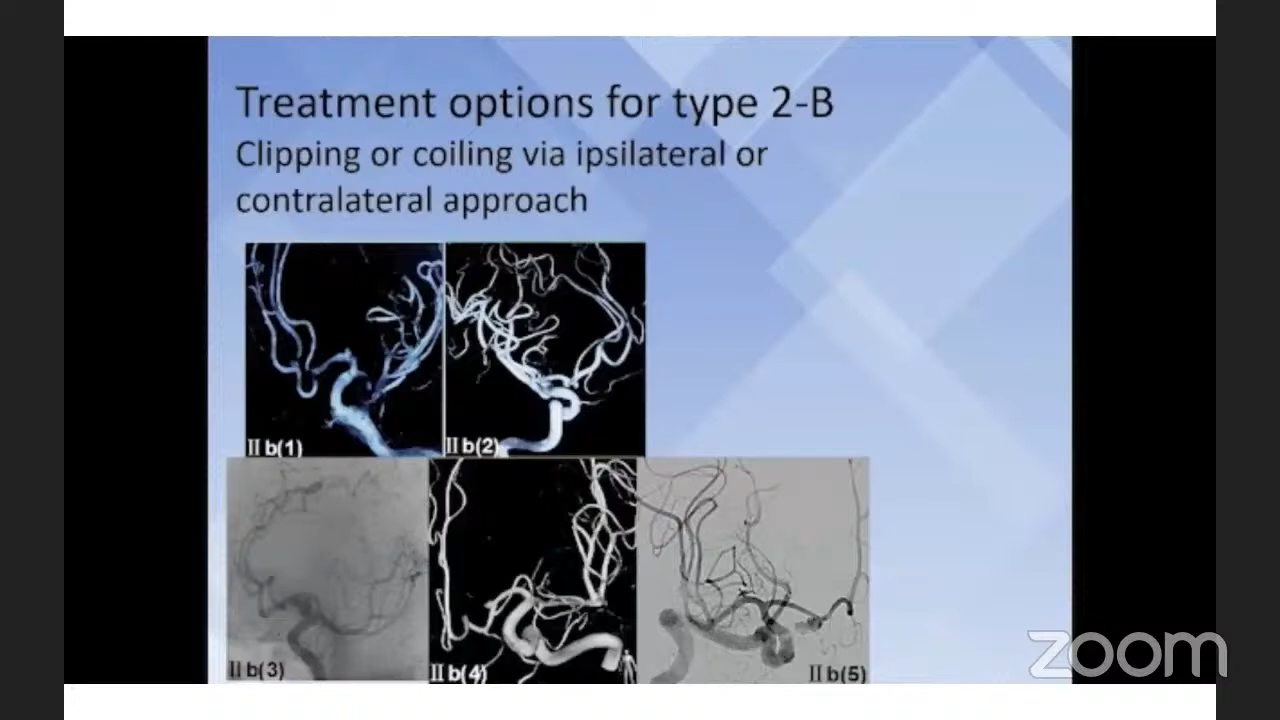 Treatment options for type 2-B
Clipping or coiling via ipsilateral or
contralateral approach
II b(1)
II b(2)
II b(3)
II b(4)
II b(5)
zoom